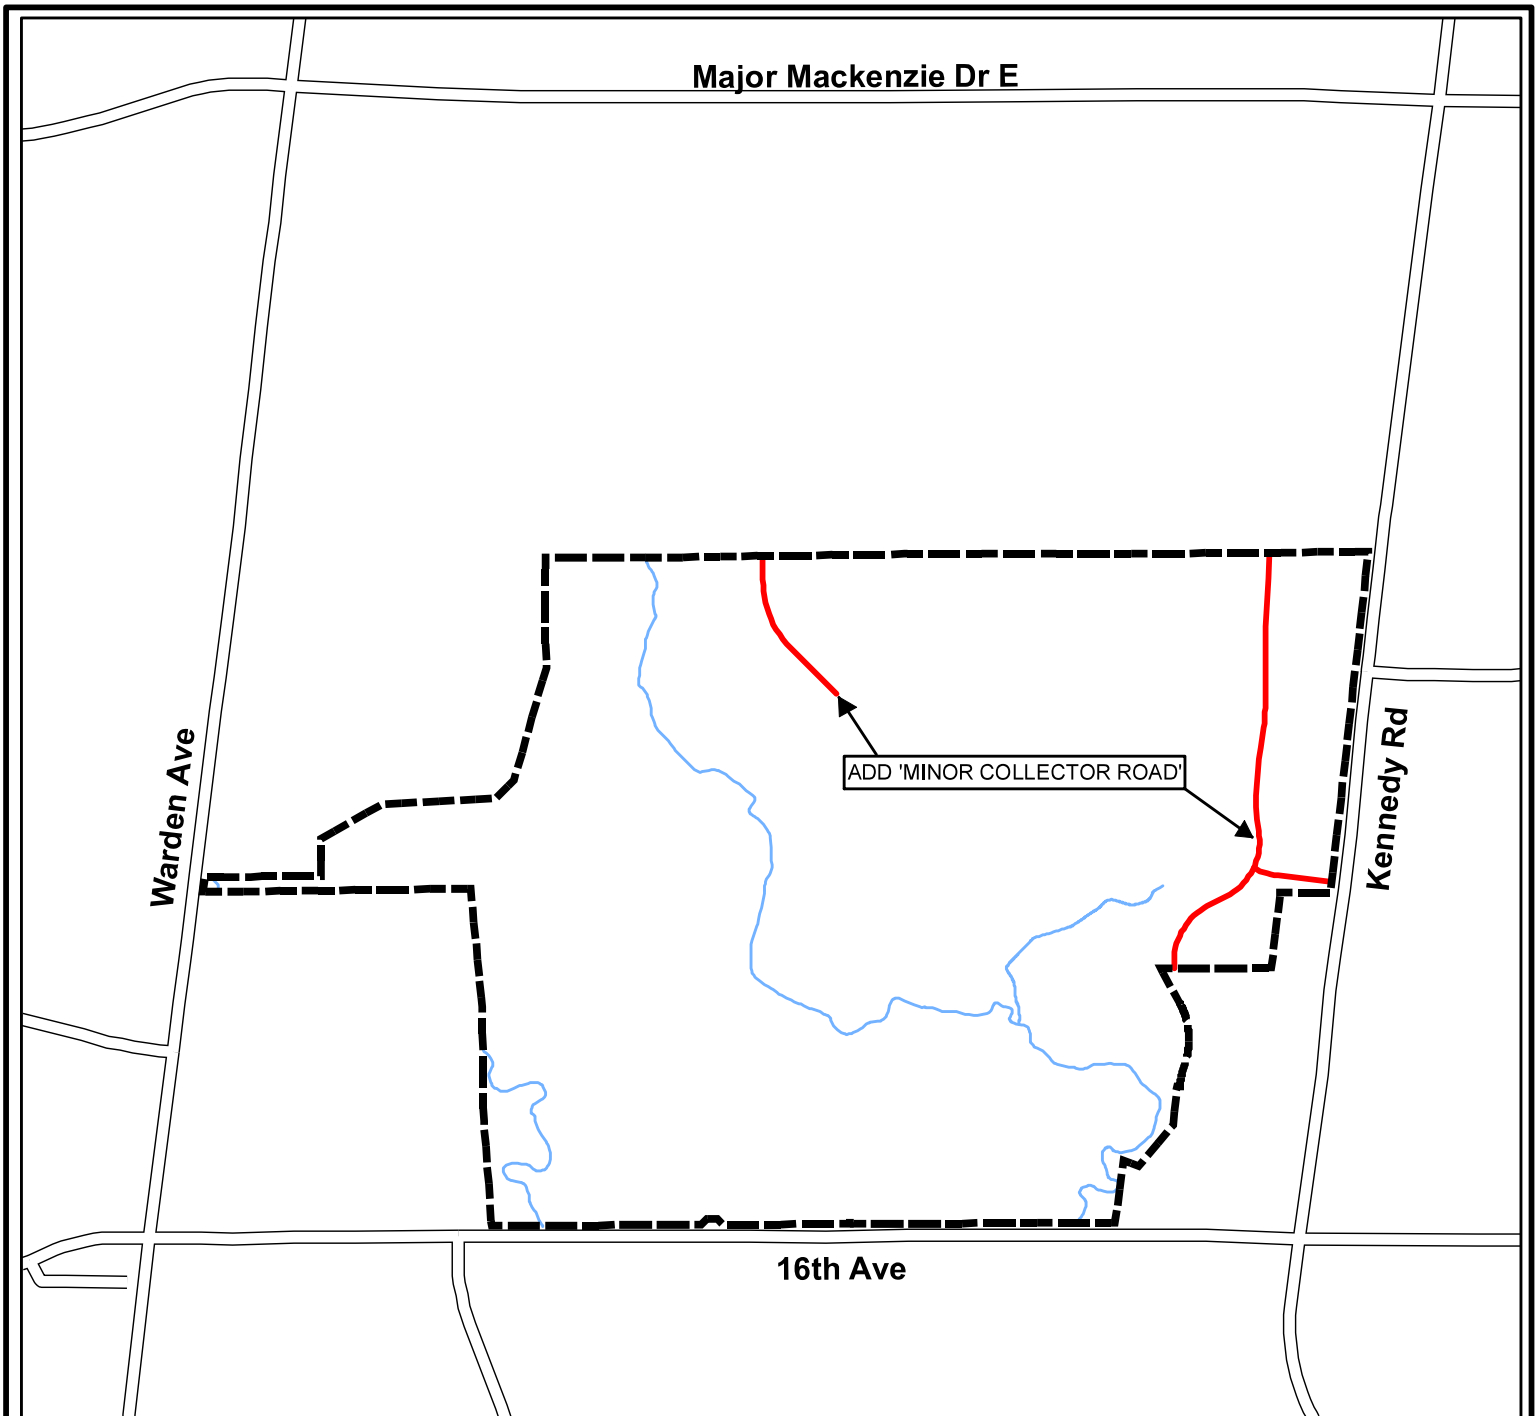 Major Mackenzie Dr E
Warden Ave
Kennedy Rd
ADD 'MINOR COLLECTOR ROAD'
16th Ave